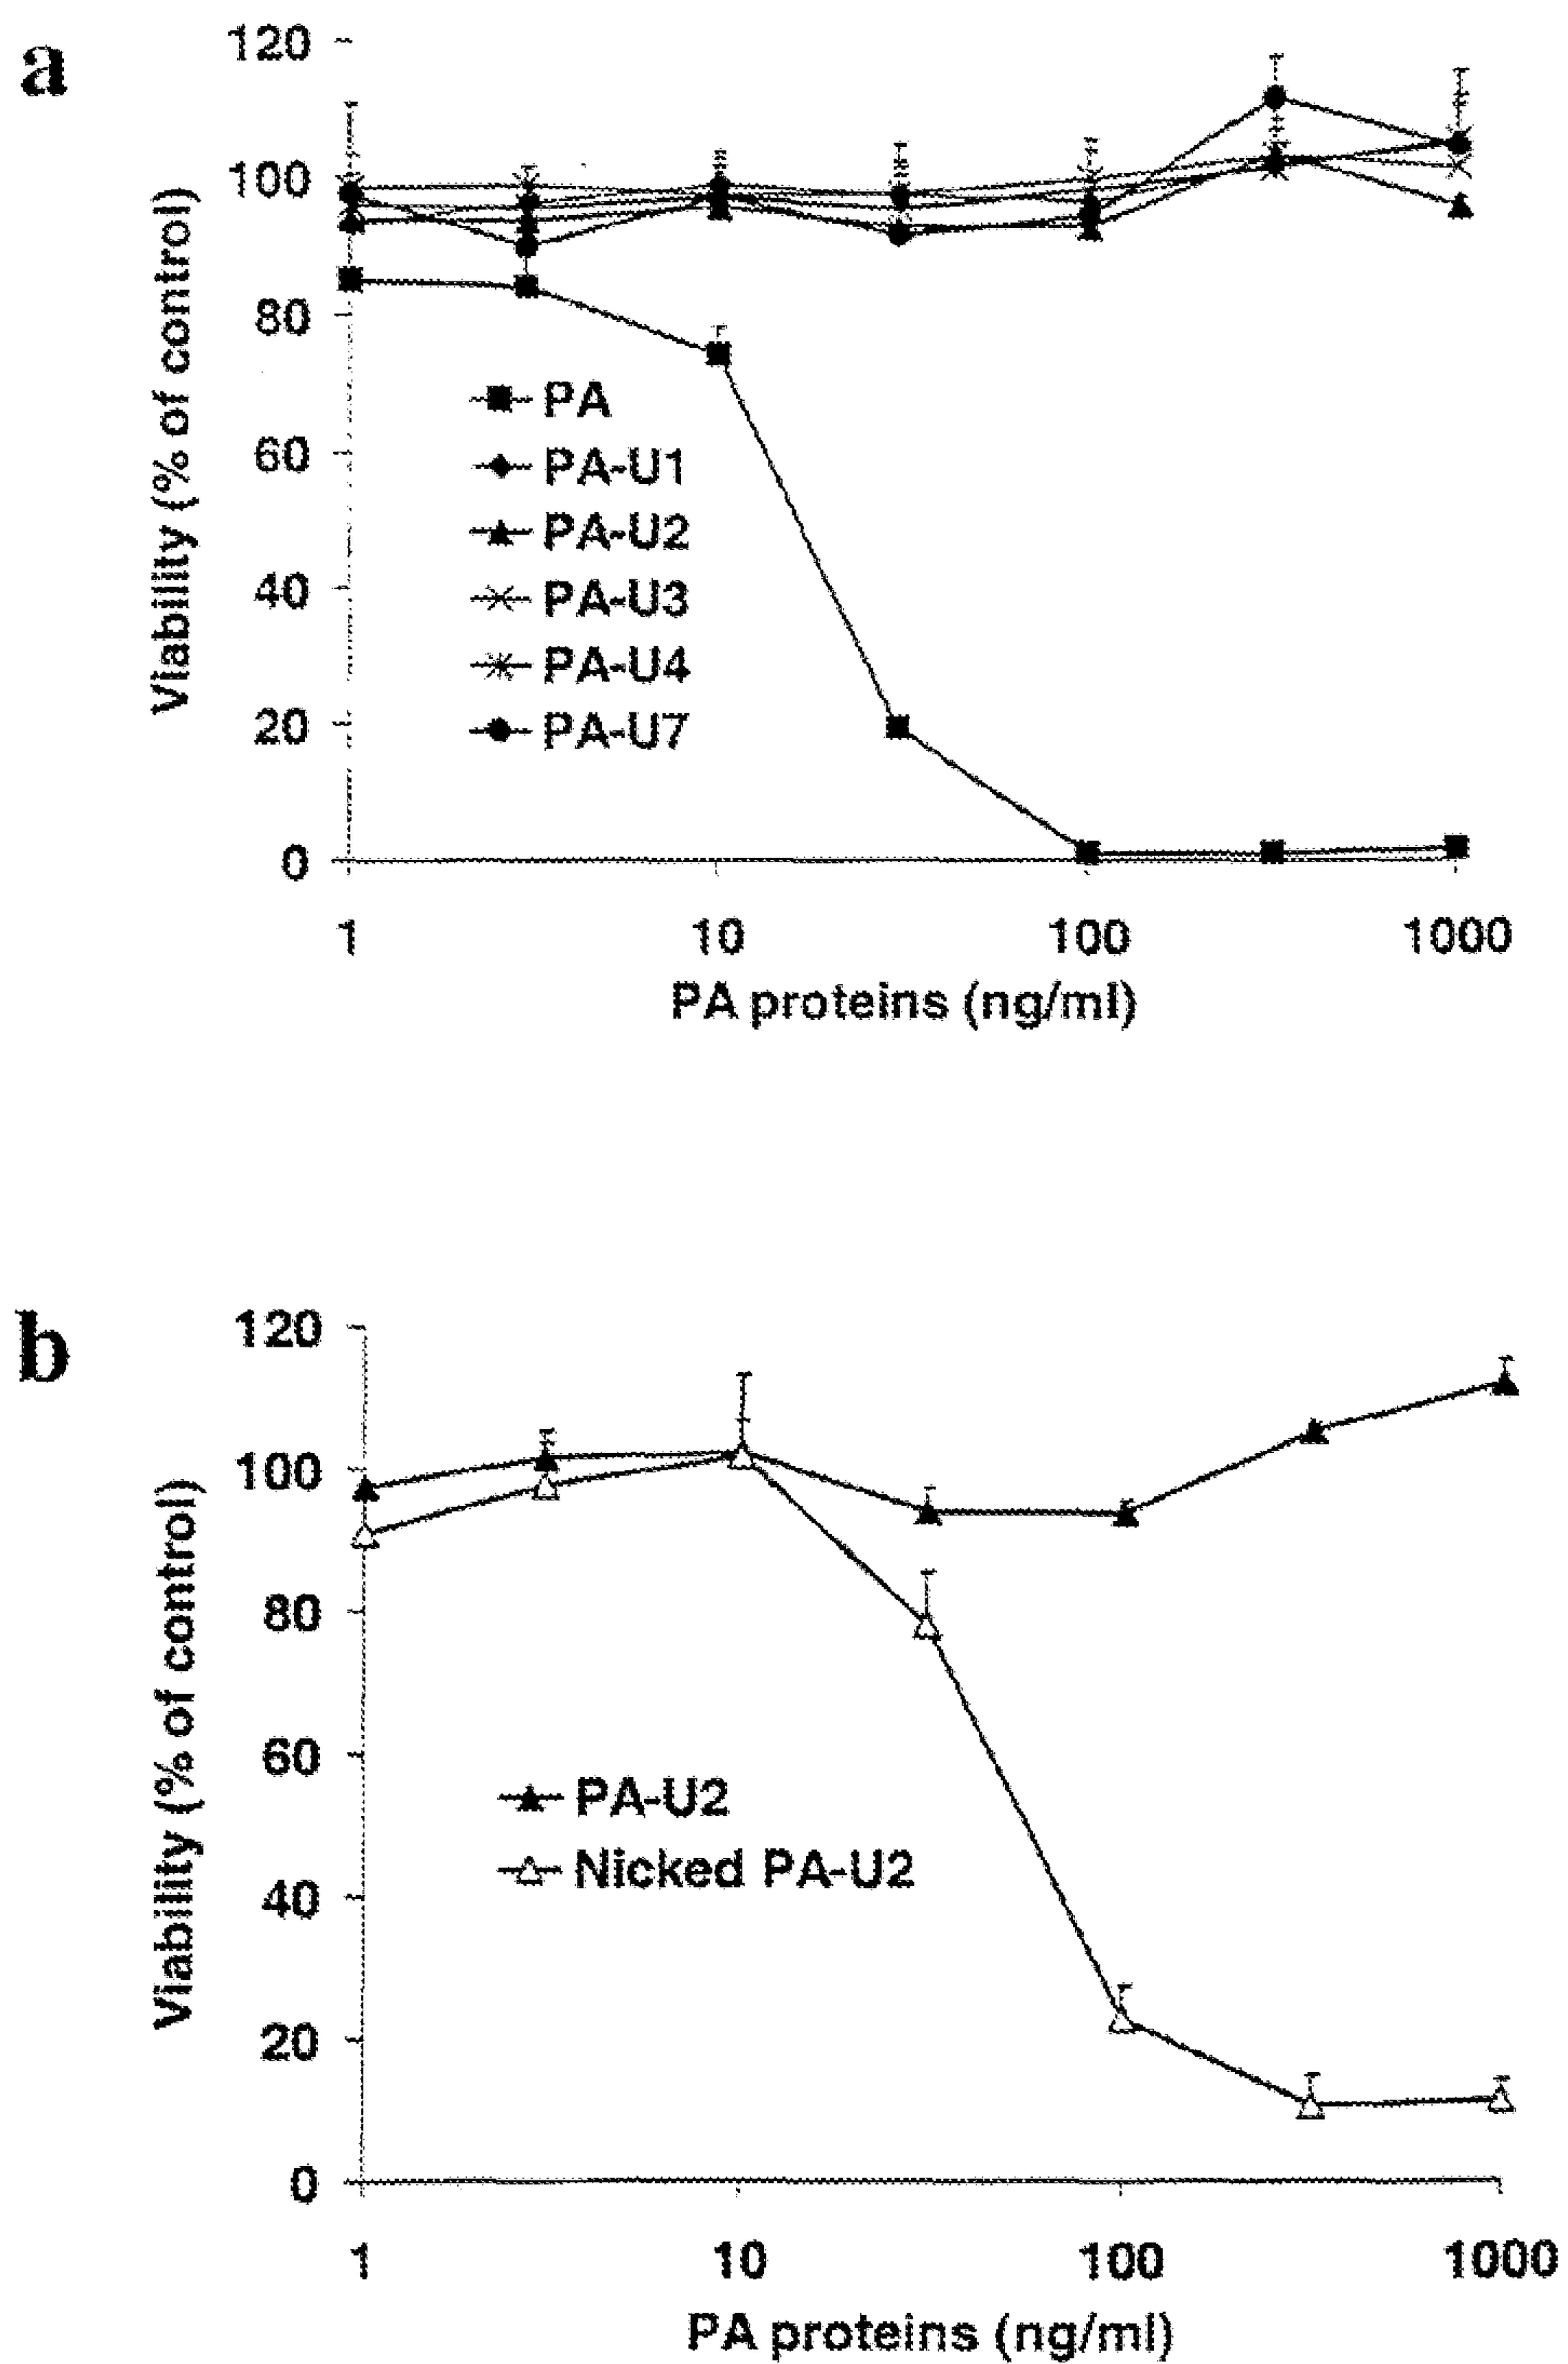 a
Viability (% of control)
120
100
80
60
40
20
0
PA
PA-U1
PA-U2
PA-U3
PA-U4
PA-U7
1 10 100 1000
PA proteins (ng/ml)
b
Viability (% of control)
120
100
80
60
40
20
0
PA-U2
Nicked PA-U2
1 10 100 1000
PA proteins (ng/ml)